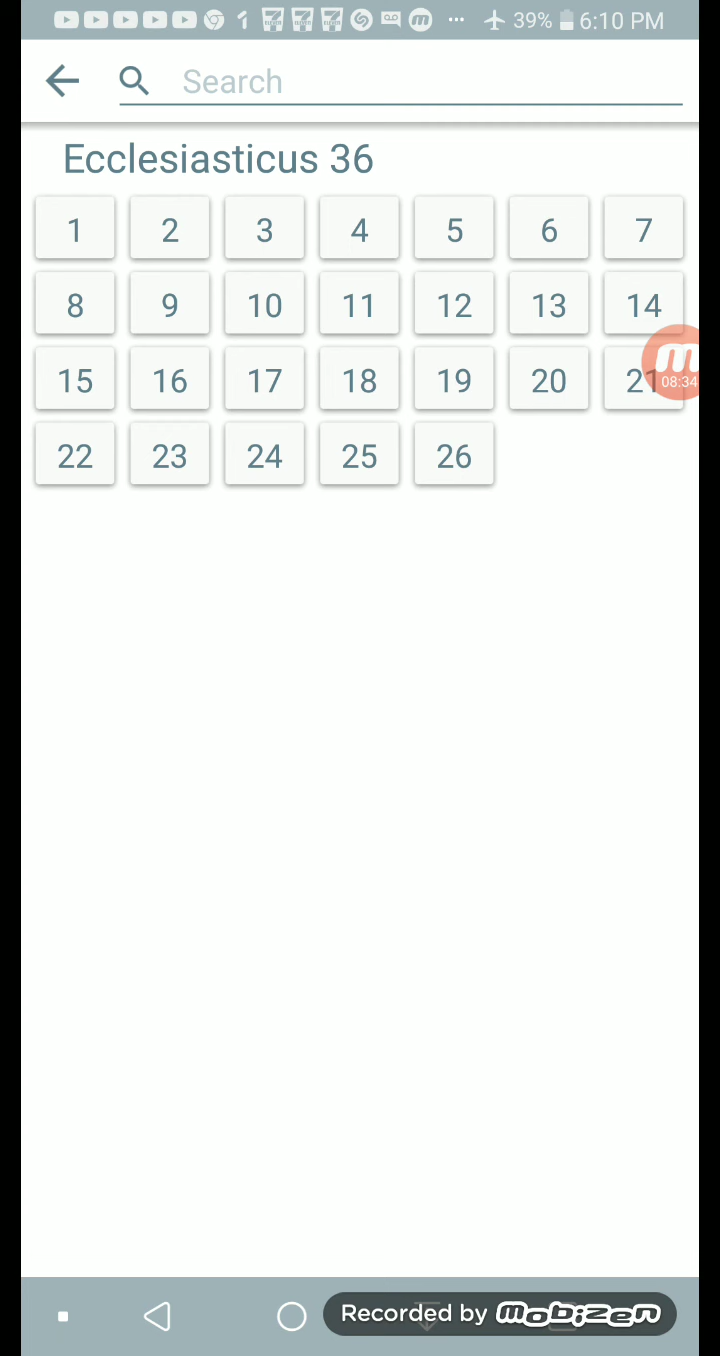 39% 6:10 PM
Search
Ecclesiasticus 36
1 2 3 4 5 6 7
8 9 10 11 12 13 14
15 16 17 18 19 20 21
08:34
22 23 24 25 26
Recorded by Mobizen